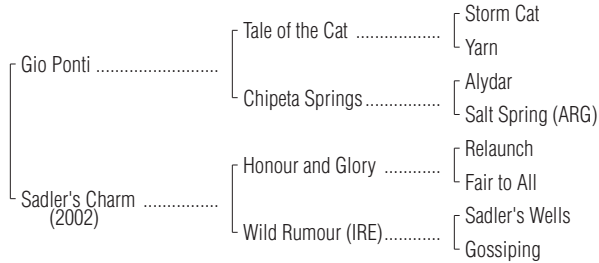 Storm Cat
Tale of the Cat ..................
Yarn
Gio Ponti ..........................
Alydar
Chipeta Springs................
Salt Spring (ARG)
Relaunch
Honour and Glory ............
Fair to All
Sadler's Charm ................
(2002)
Sadler's Wells
Wild Rumour (IRE)............
Gossiping